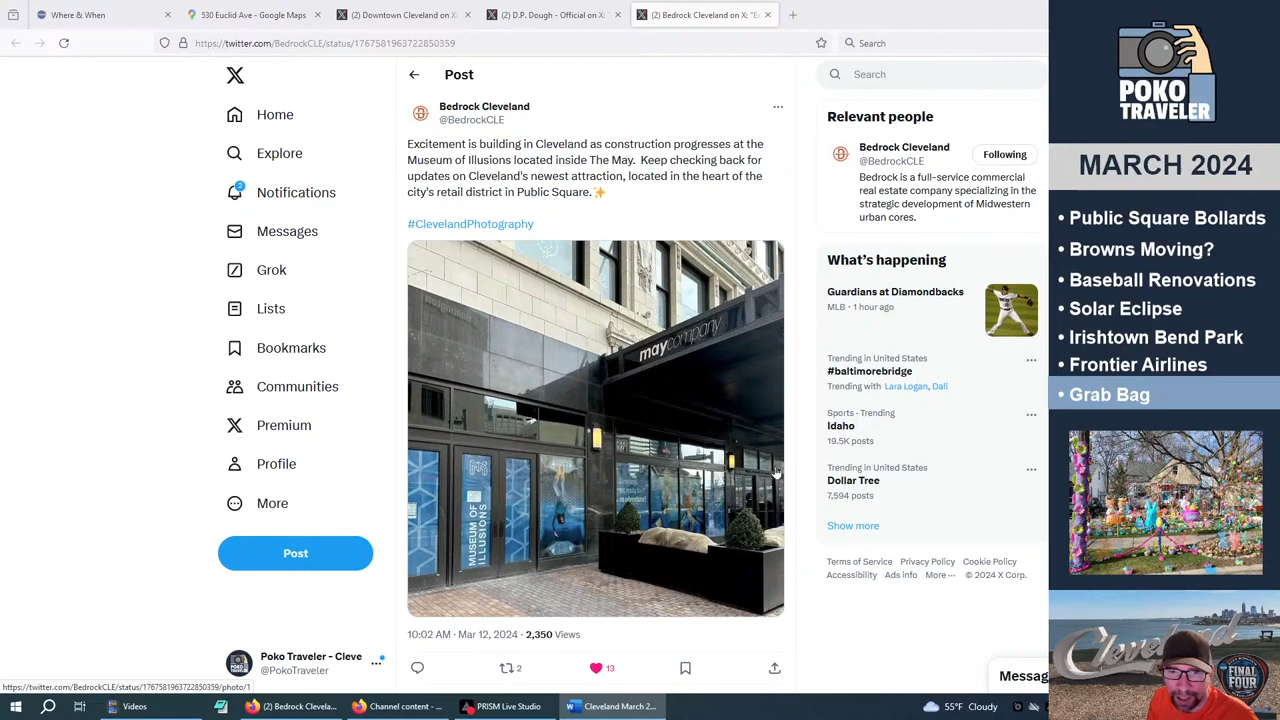 Where & When
530 Euclid Ave - Google Maps
(2) Downtown Cleveland on X:
(2) D.P. Dough - Official on X: "
(2) Bedrock Cleveland on X: "E
https://twitter.com/BedrockCLE/status/1767581963722850359
Search
Home
Explore
2
Notifications
Messages
Grok
Lists
Bookmarks
Communities
Premium
Profile
More
Post
Poko Traveler - Cleve
@PokoTraveler
Post
Bedrock Cleveland
@BedrockCLE
Excitement is building in Cleveland as construction progresses at the
Museum of Illusions located inside The May. Keep checking back for
updates on Cleveland's newest attraction, located in the heart of the
city's retail district in Public Square.✨
#ClevelandPhotography
maycompany
MUSEUM OF
ILLUSIONS
10:02 AM · Mar 12, 2024 · 2,350 Views
2
13
Search
Relevant people
Bedrock Cleveland
@BedrockCLE
Following
Bedrock is a full-service commercial
real estate company specializing in the
strategic development of Midwestern
urban cores.
What's happening
Guardians at Diamondbacks
MLB · 1 hour ago
Trending in United States
#baltimorebridge
Trending with Lara Logan, Dali
Sports · Trending
Idaho
19.5K posts
Trending in United States
Dollar Tree
7,594 posts
Show more
Terms of Service Privacy Policy Cookie Policy
Accessibility Ads info More ··· © 2024 X Corp.
Messag
POKO
TRAVELER
MARCH 2024
• Public Square Bollards
• Browns Moving?
• Baseball Renovations
• Solar Eclipse
• Irishtown Bend Park
• Frontier Airlines
• Grab Bag
Cleveland
FINAL
FOUR
https://twitter.com/BedrockCLE/status/1767581963722850359/photo/1
Videos
(2) Bedrock Clevela...
Channel content - ...
PRISM Live Studio
Cleveland March 2...
55°F Cloudy